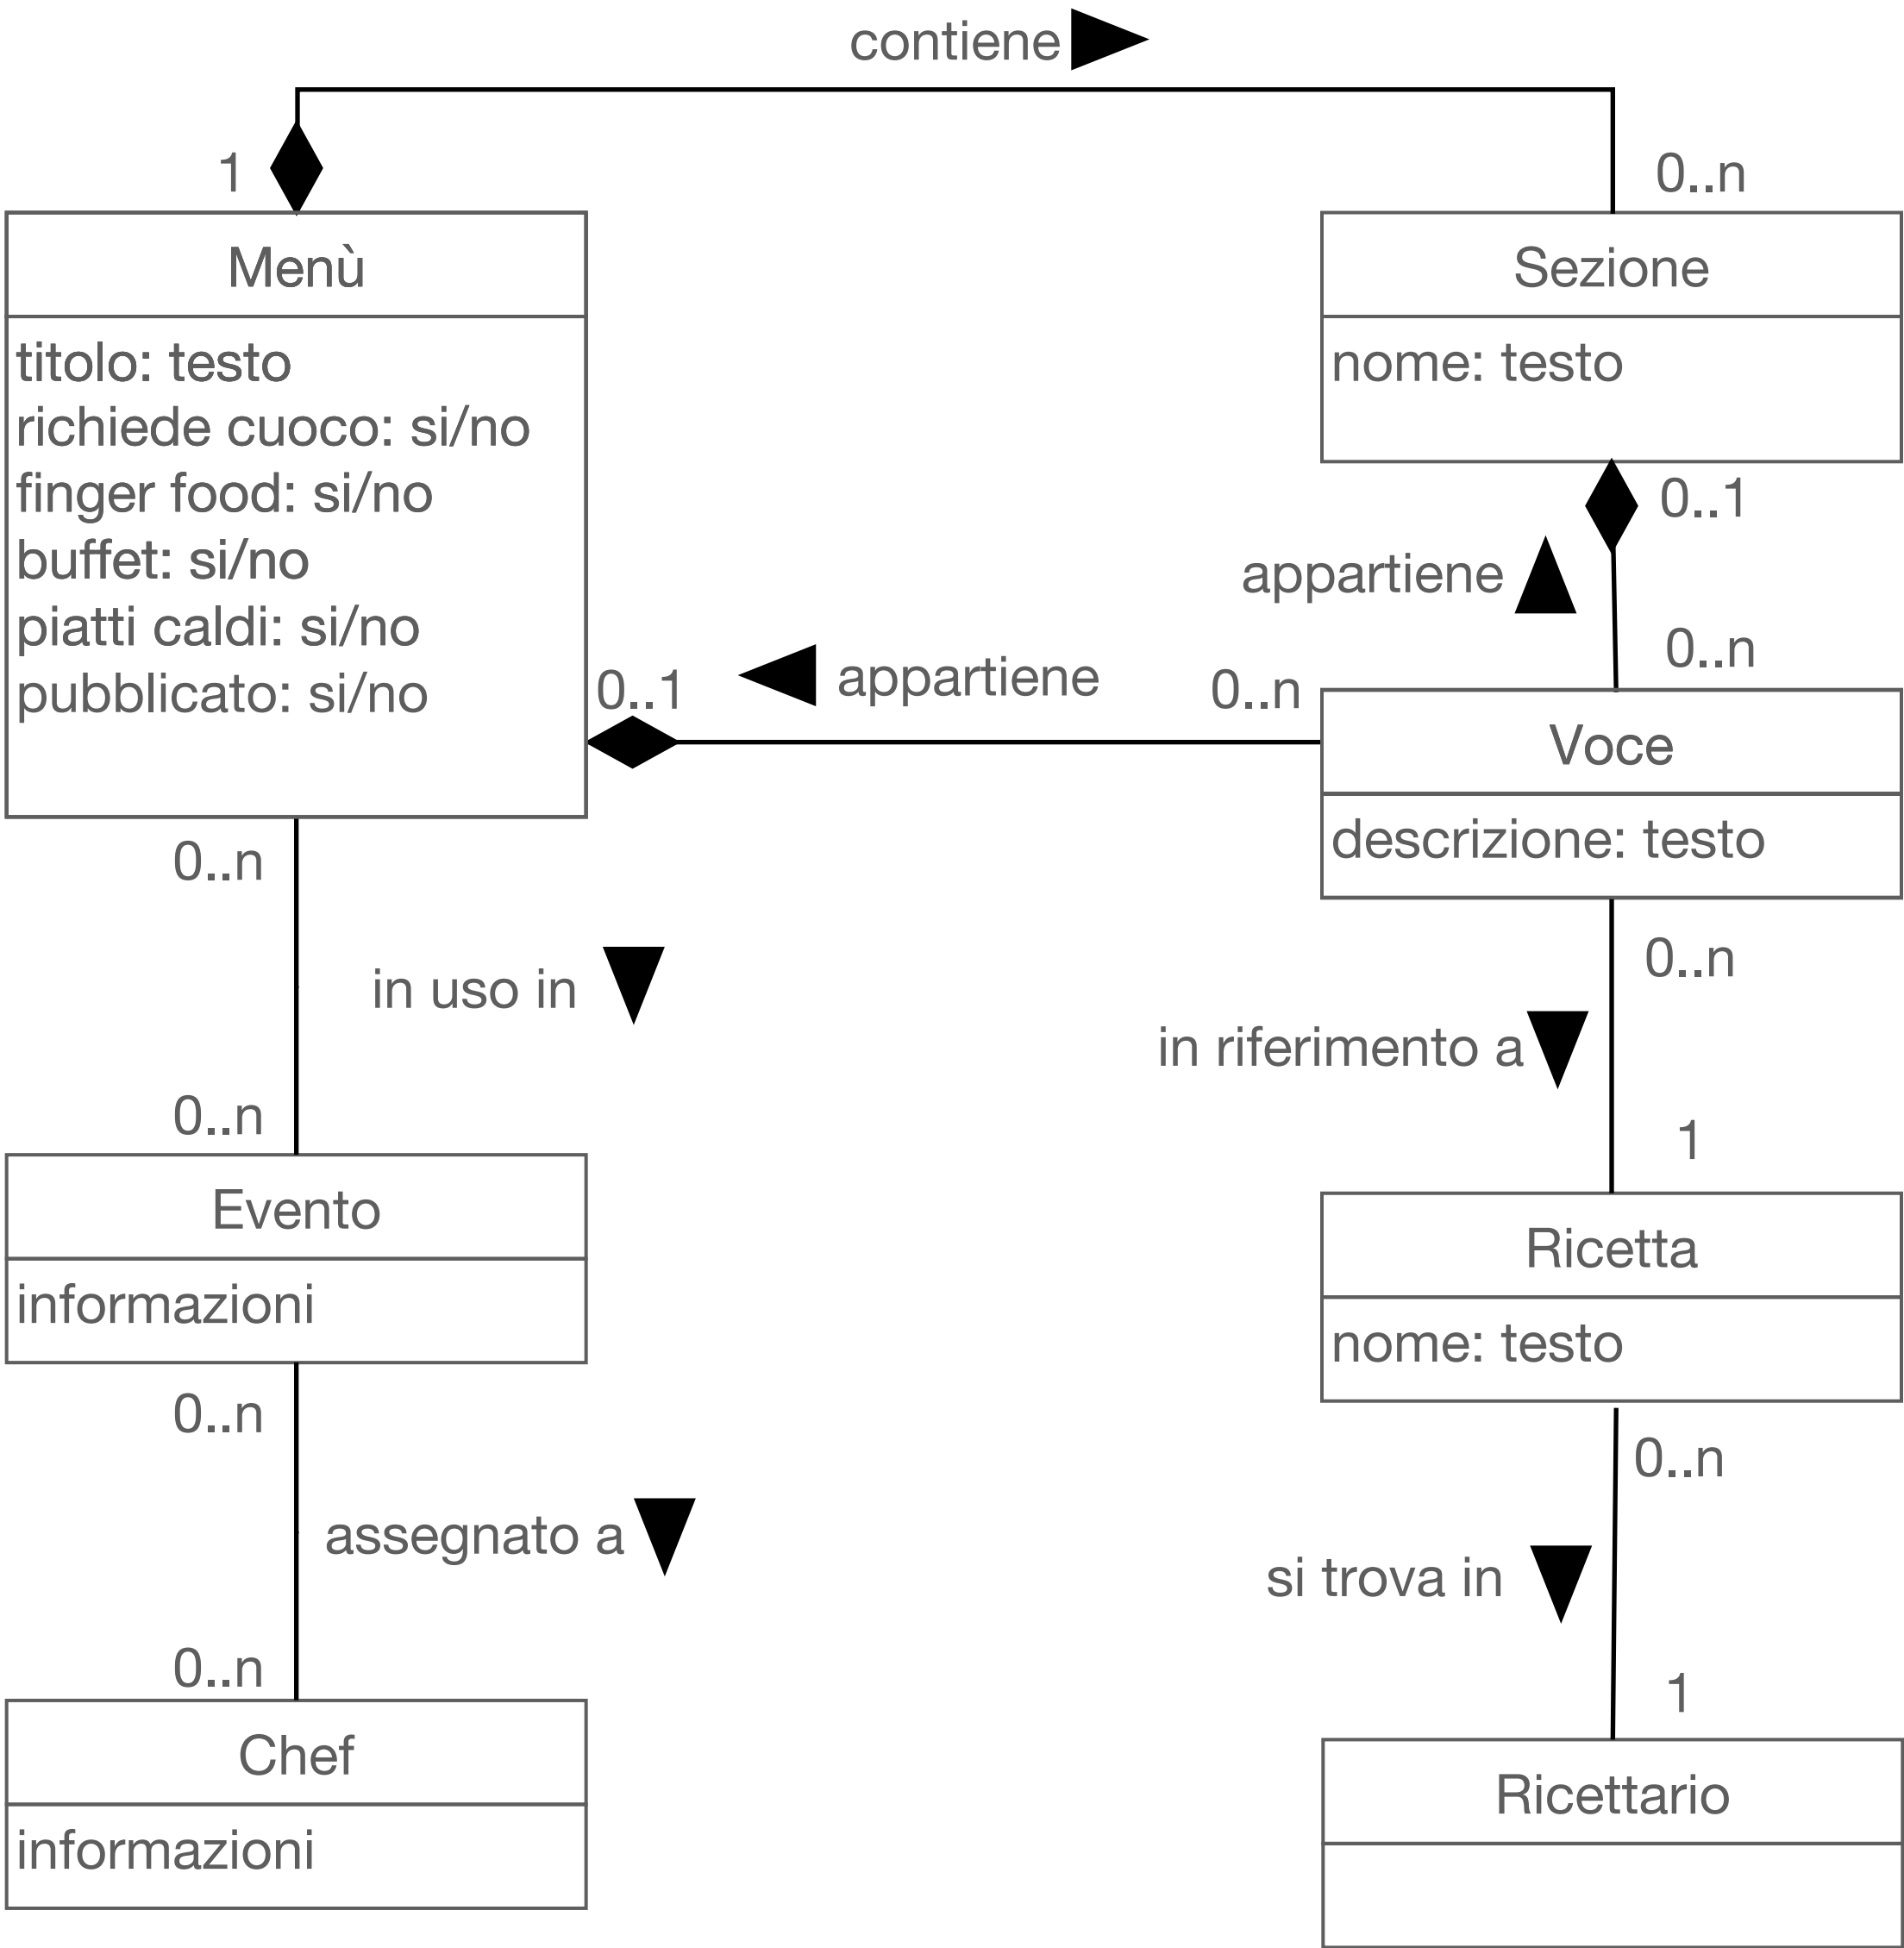 contiene
1
0..n
Menù
titolo: testo
richiede cuoco: si/no
finger food: si/no
buffet: si/no
piatti caldi: si/no
pubblicato: si/no
Sezione
nome: testo
0..1
appartiene
0..n
0..1
appartiene
0..n
Voce
descrizione: testo
0..n
in uso in
0..n
0..n
in riferimento a
1
Evento
informazioni
Ricetta
nome: testo
0..n
assegnato a
0..n
0..n
si trova in
1
Chef
informazioni
Ricettario